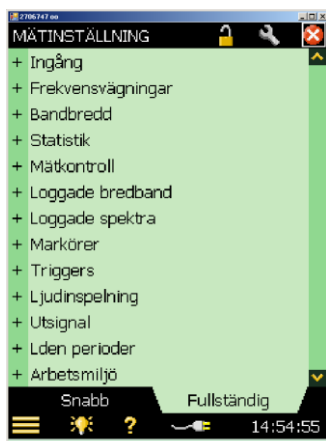 2706747 oo
MÄTINSTÄLLNING
+ Ingång
+ Frekvensvägningar
+ Bandbredd
+ Statistik
+ Mätkontroll
+ Loggade bredband
+ Loggade spektra
+ Markörer
+ Triggers
+ Ljudinspelning
+ Utsignal
+ Lden perioder
+ Arbetsmiljö
Snabb Fullständig
? 14:54:55